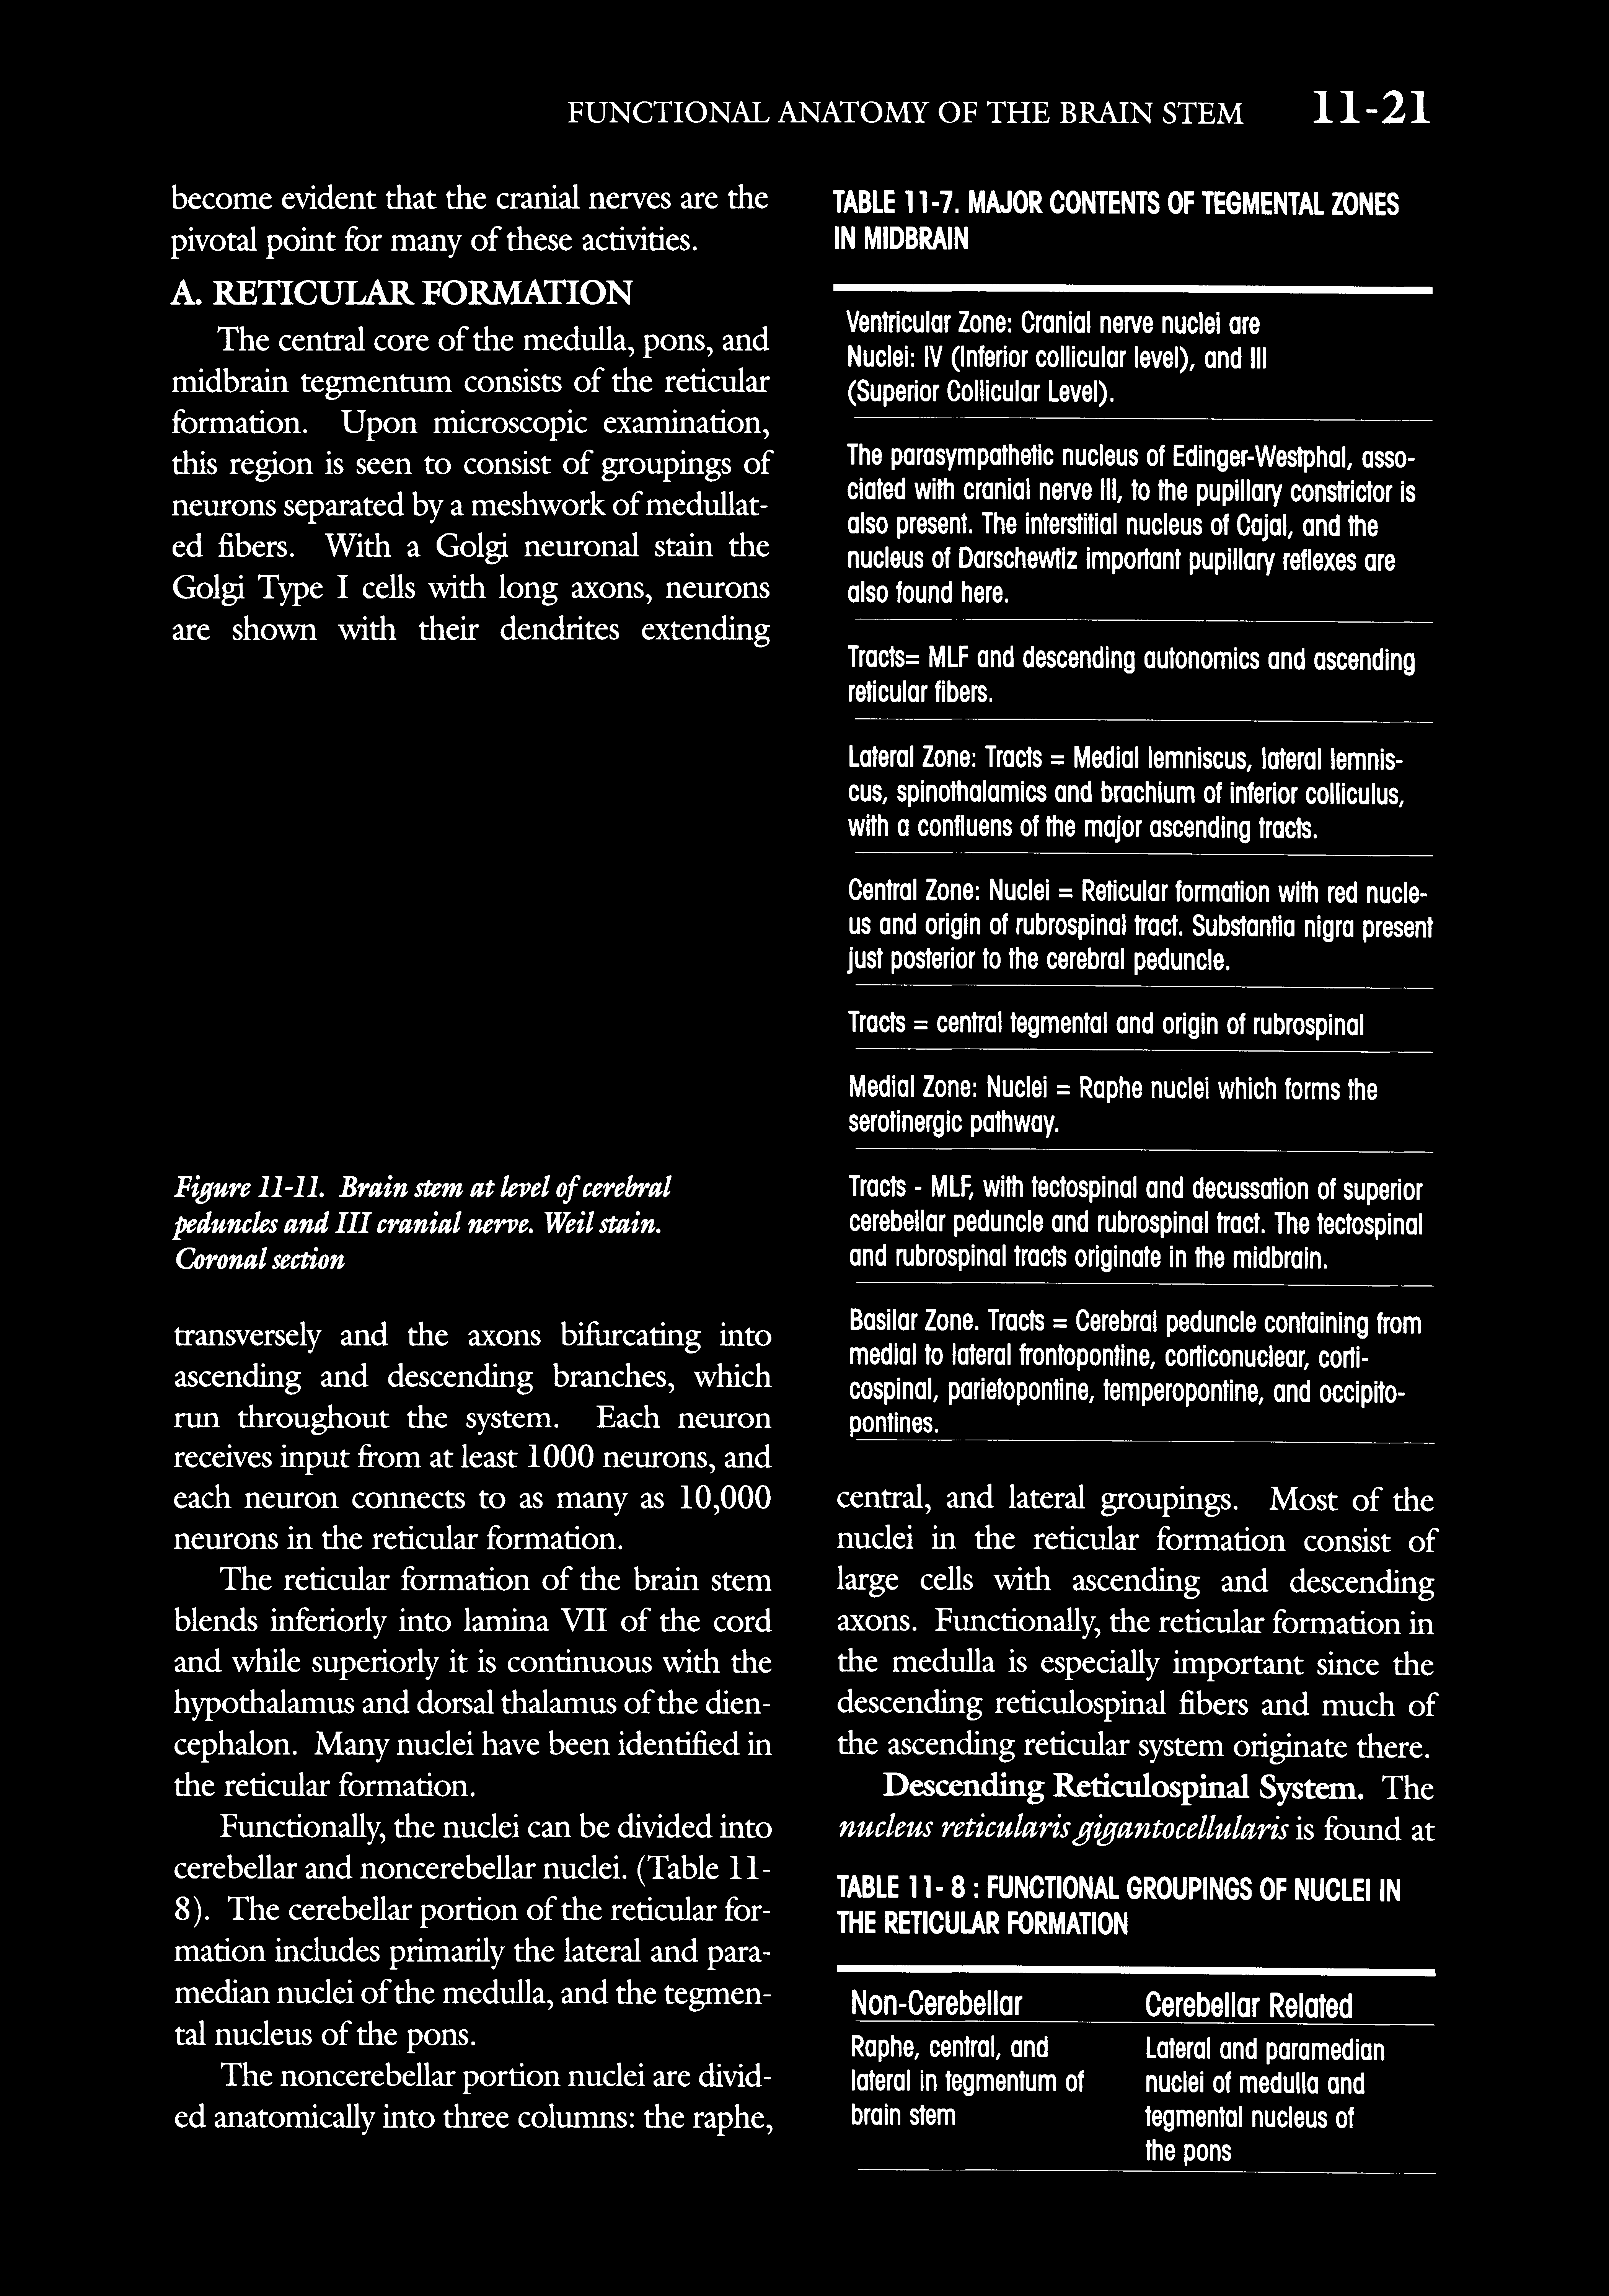 FUNCTIONAL ANATOMY OF THE BRAIN STEM 11-21
become evident that the cranial nerves are the
pivotal point for many of these activities.
A. RETICULAR FORMATION
The central core of the medulla, pons, and
midbrain tegmentum consists of the reticular
formation. Upon microscopic examination,
this region is seen to consist of groupings of
neurons separated by a meshwork of medullat-
ed fibers. With a Golgi neuronal stain the
Golgi Type I cells with long axons, neurons
are shown with their dendrites extending
Figure 11-11. Brain stem at level of cerebral
peduncles and III cranial nerve. Weil stain.
Coronal section
transversely and the axons bifurcating into
ascending and descending branches, which
run throughout the system. Each neuron
receives input from at least 1000 neurons, and
each neuron connects to as many as 10,000
neurons in the reticular formation.
The reticular formation of the brain stem
blends inferiorly into lamina VII of the cord
and while superiorly it is continuous with the
hypothalamus and dorsal thalamus of the dien-
cephalon. Many nuclei have been identified in
the reticular formation.
Functionally, the nuclei can be divided into
cerebellar and noncerebellar nuclei. (Table 11-
8). The cerebellar portion of the reticular for-
mation includes primarily the lateral and para-
median nuclei of the medulla, and the tegmen-
tal nucleus of the pons.
The noncerebellar portion nuclei are divid-
ed anatomically into three columns: the raphe,
TABLE 11-7. MAJOR CONTENTS OF TEGMENTAL ZONES
IN MIDBRAIN
Ventricular Zone: Cranial nerve nuclei are
Nuclei: IV (Inferior collicular level), and III
(Superior Collicular Level).
The parasympathetic nucleus of Edinger-Westphal, asso-
ciated with cranial nerve III, to the pupillary constrictor is
also present. The interstitial nucleus of Cajal, and the
nucleus of Darschewtiz important pupillary reflexes are
also found here.
Tracts= MLF and descending autonomics and ascending
reticular fibers.
Lateral Zone: Tracts = Medial lemniscus, lateral lemnis-
cus, spinothalamics and brachium of inferior colliculus,
with a confluens of the major ascending tracts.
Central Zone: Nuclei = Reticular formation with red nucle-
us and origin of rubrospinal tract. Substantia nigra present
just posterior to the cerebral peduncle.
Tracts = central tegmental and origin of rubrospinal
Medial Zone: Nuclei = Raphe nuclei which forms the
serotinergic pathway.
Tracts - MLF, with tectospinal and decussation of superior
cerebellar peduncle and rubrospinal tract. The tectospinal
and rubrospinal tracts originate in the midbrain.
Basilar Zone. Tracts = Cerebral peduncle containing from
medial to lateral frontopontine, corticonuclear, corti-
cospinal, parietopontine, temperopontine, and occipito-
pontines.
central, and lateral groupings. Most of the
nuclei in the reticular formation consist of
large cells with ascending and descending
axons. Functionally, the reticular formation in
the medulla is especially important since the
descending reticulospinal fibers and much of
the ascending reticular system originate there.
Descending Reticulospinal System. The
nucleus reticularis gigantocellularis is found at
TABLE 11- 8 : FUNCTIONAL GROUPINGS OF NUCLEI IN
THE RETICULAR FORMATION
Non-Cerebellar Cerebellar Related
Raphe, central, and Lateral and paramedian
lateral in tegmentum of nuclei of medulla and
brain stem tegmental nucleus of
the pons